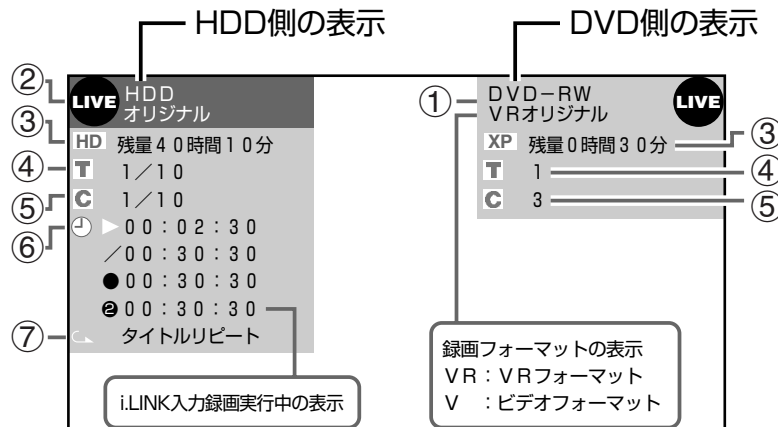 HDD側の表示
DVD側の表示
②
LIVE
HDD
オリジナル
③
HD
残量40時間10分
④
T
1/10
⑤
C
1/10
⑥
00:02:30
/00:30:30
●00:30:30
❷00:30:30
⑦
タイトルリピート
i.LINK入力録画実行中の表示
①
DVD-RW
VRオリジナル
LIVE
XP
残量0時間30分
③
T
1
④
C
3
⑤
録画フォーマットの表示
VR:VRフォーマット
V :ビデオフォーマット